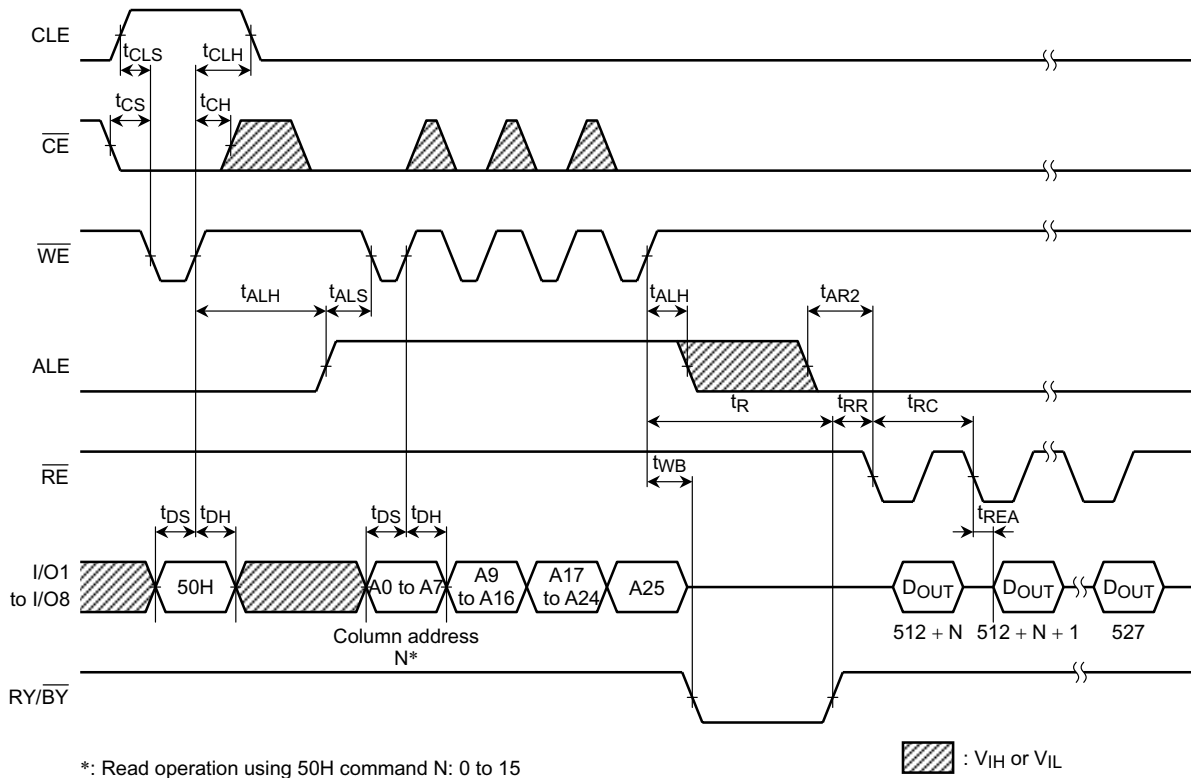 CLE
tCLS
tCLH
tCS
tCH
CE
WE
tALH
tALS
tALH
tAR2
ALE
tR
tRR
tRC
RE
tWB
tREA
tDS
tDH
tDS
tDH
I/O1
to I/O8
50H
A0 to A7
A9
to A16
A17
to A24
A25
DOUT
DOUT
DOUT
512 + N
512 + N + 1
527
Column address
N*
RY/BY
*: Read operation using 50H command N: 0 to 15
: VIH or VIL